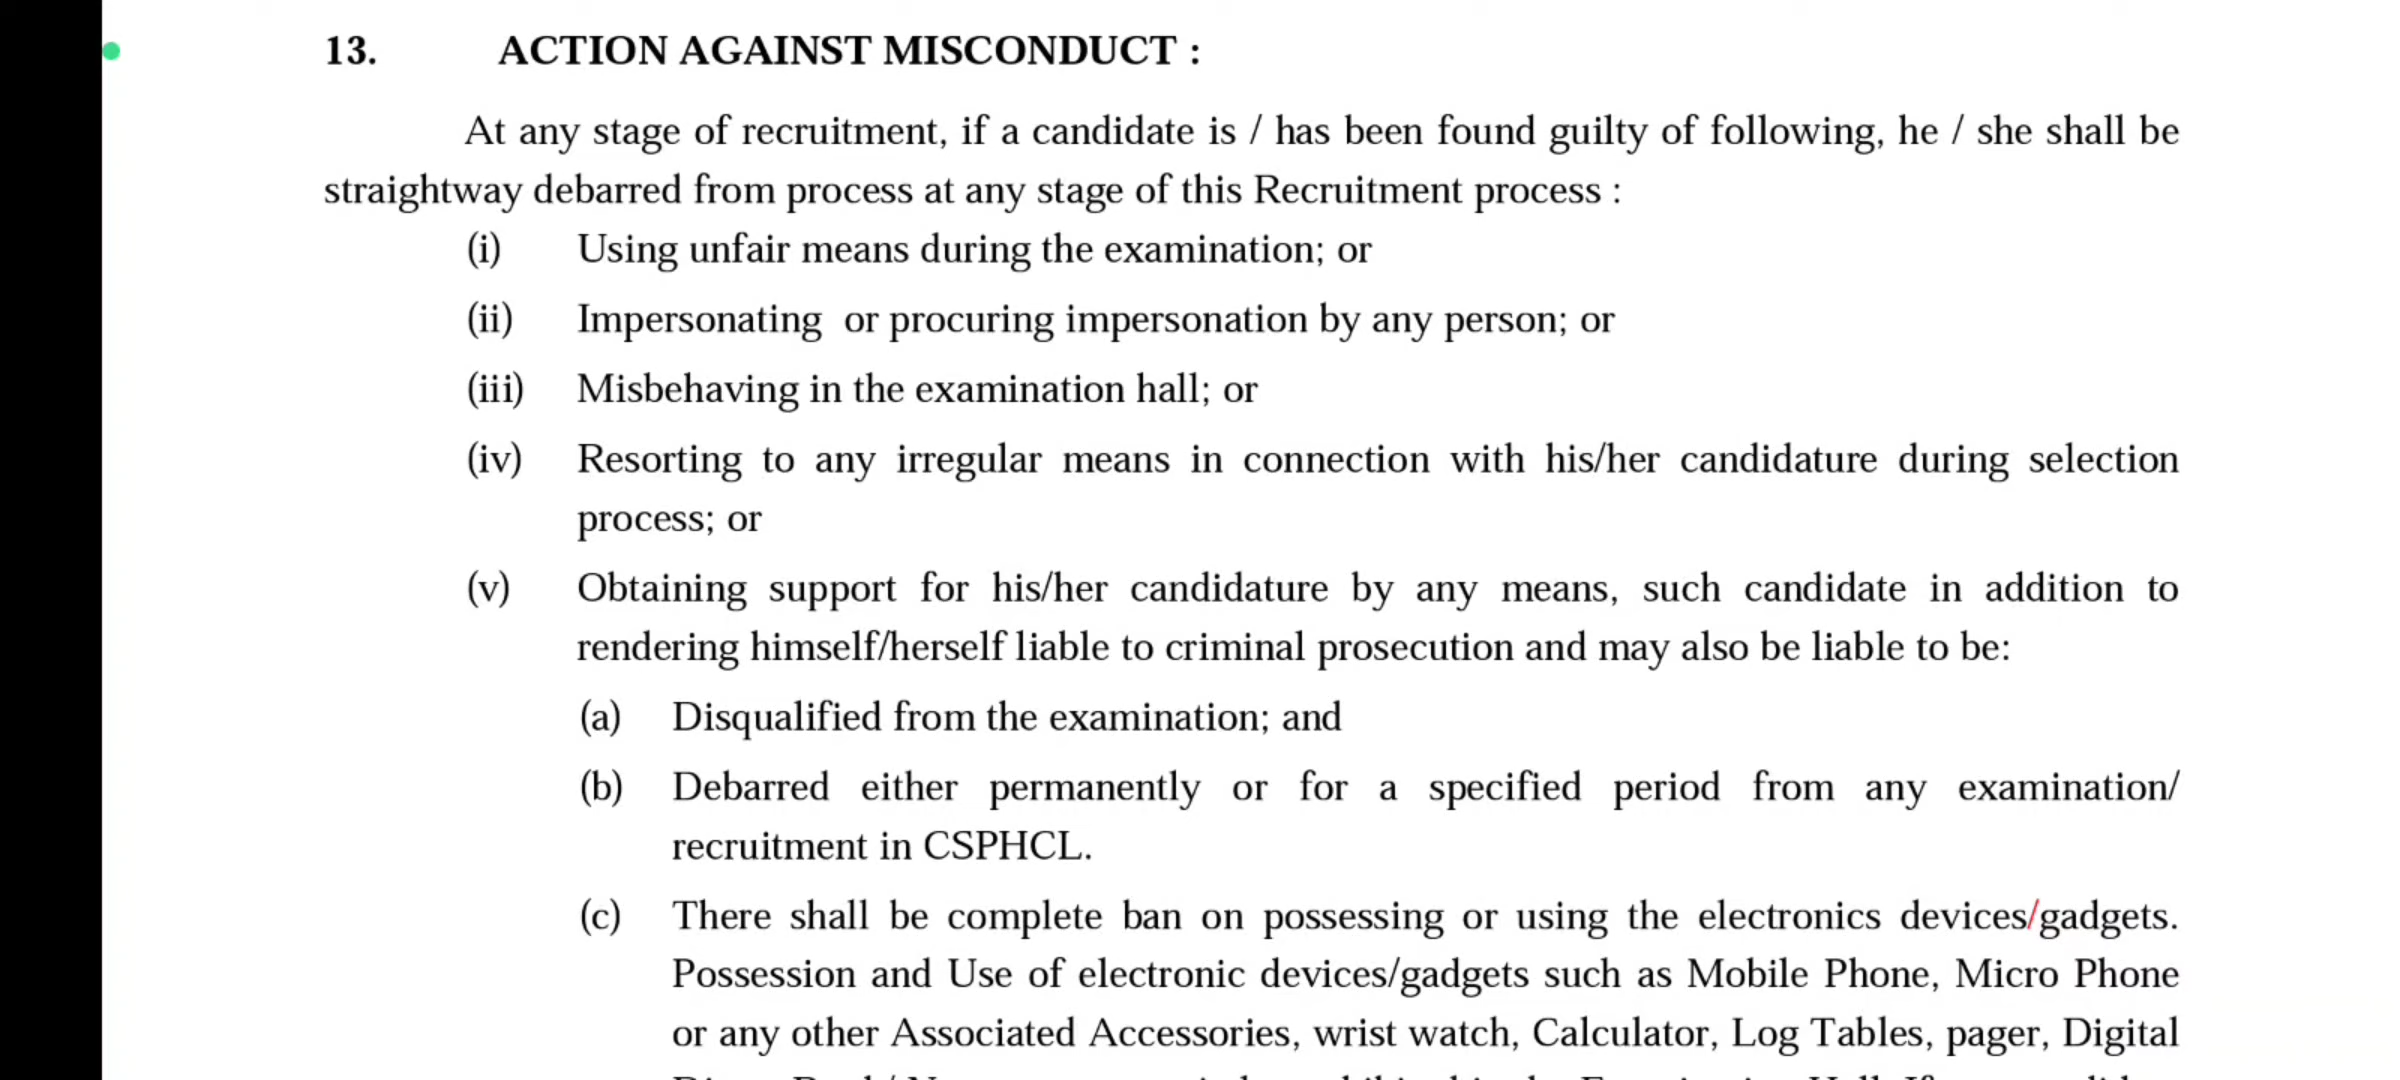 13. ACTION AGAINST MISCONDUCT :
At any stage of recruitment, if a candidate is / has been found guilty of following, he / she shall be
straightway debarred from process at any stage of this Recruitment process :
(i) Using unfair means during the examination; or
(ii) Impersonating or procuring impersonation by any person; or
(iii) Misbehaving in the examination hall; or
(iv) Resorting to any irregular means in connection with his/her candidature during selection
process; or
(v) Obtaining support for his/her candidature by any means, such candidate in addition to
rendering himself/herself liable to criminal prosecution and may also be liable to be:
(a) Disqualified from the examination; and
(b) Debarred either permanently or for a specified period from any examination/
recruitment in CSPHCL.
(c) There shall be complete ban on possessing or using the electronics devices/gadgets.
Possession and Use of electronic devices/gadgets such as Mobile Phone, Micro Phone
or any other Associated Accessories, wrist watch, Calculator, Log Tables, pager, Digital